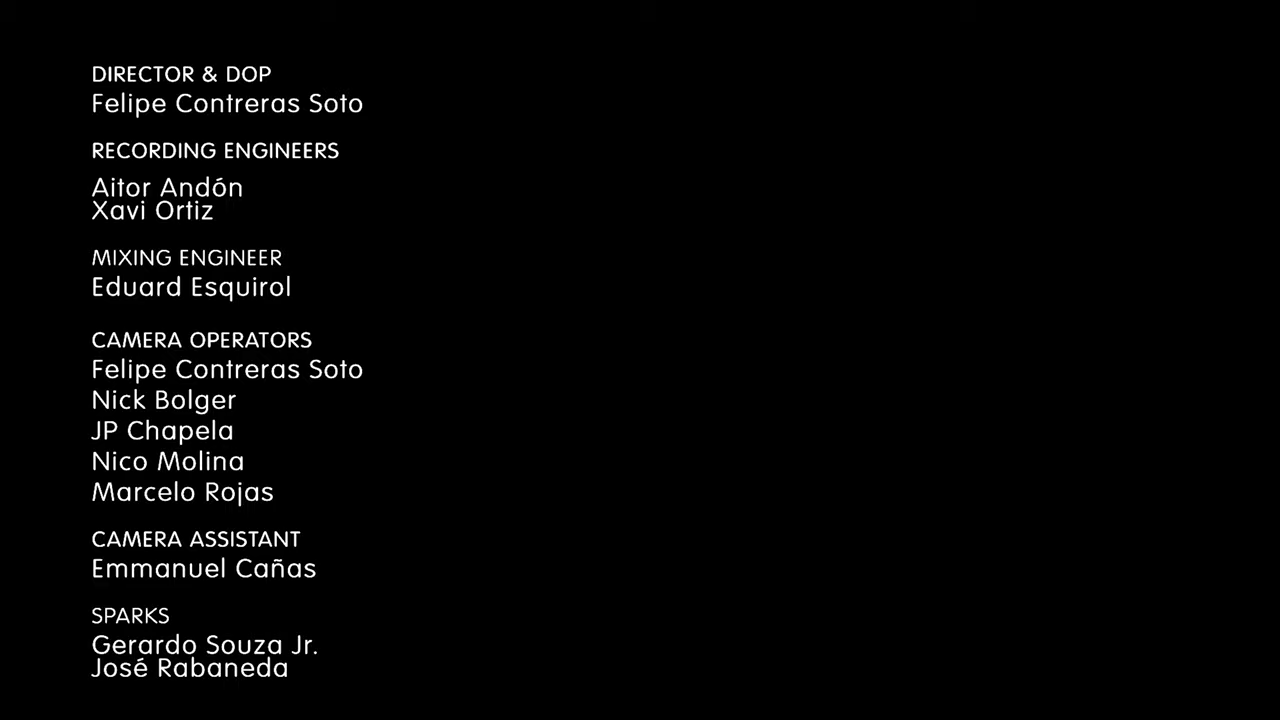 DIRECTOR & DOP
Felipe Contreras Soto
RECORDING ENGINEERS
Aitor Andón
Xavi Ortiz
MIXING ENGINEER
Eduard Esquirol
CAMERA OPERATORS
Felipe Contreras Soto
Nick Bolger
JP Chapela
Nico Molina
Marcelo Rojas
CAMERA ASSISTANT
Emmanuel Cañas
SPARKS
Gerardo Souza Jr.
José Rabaneda